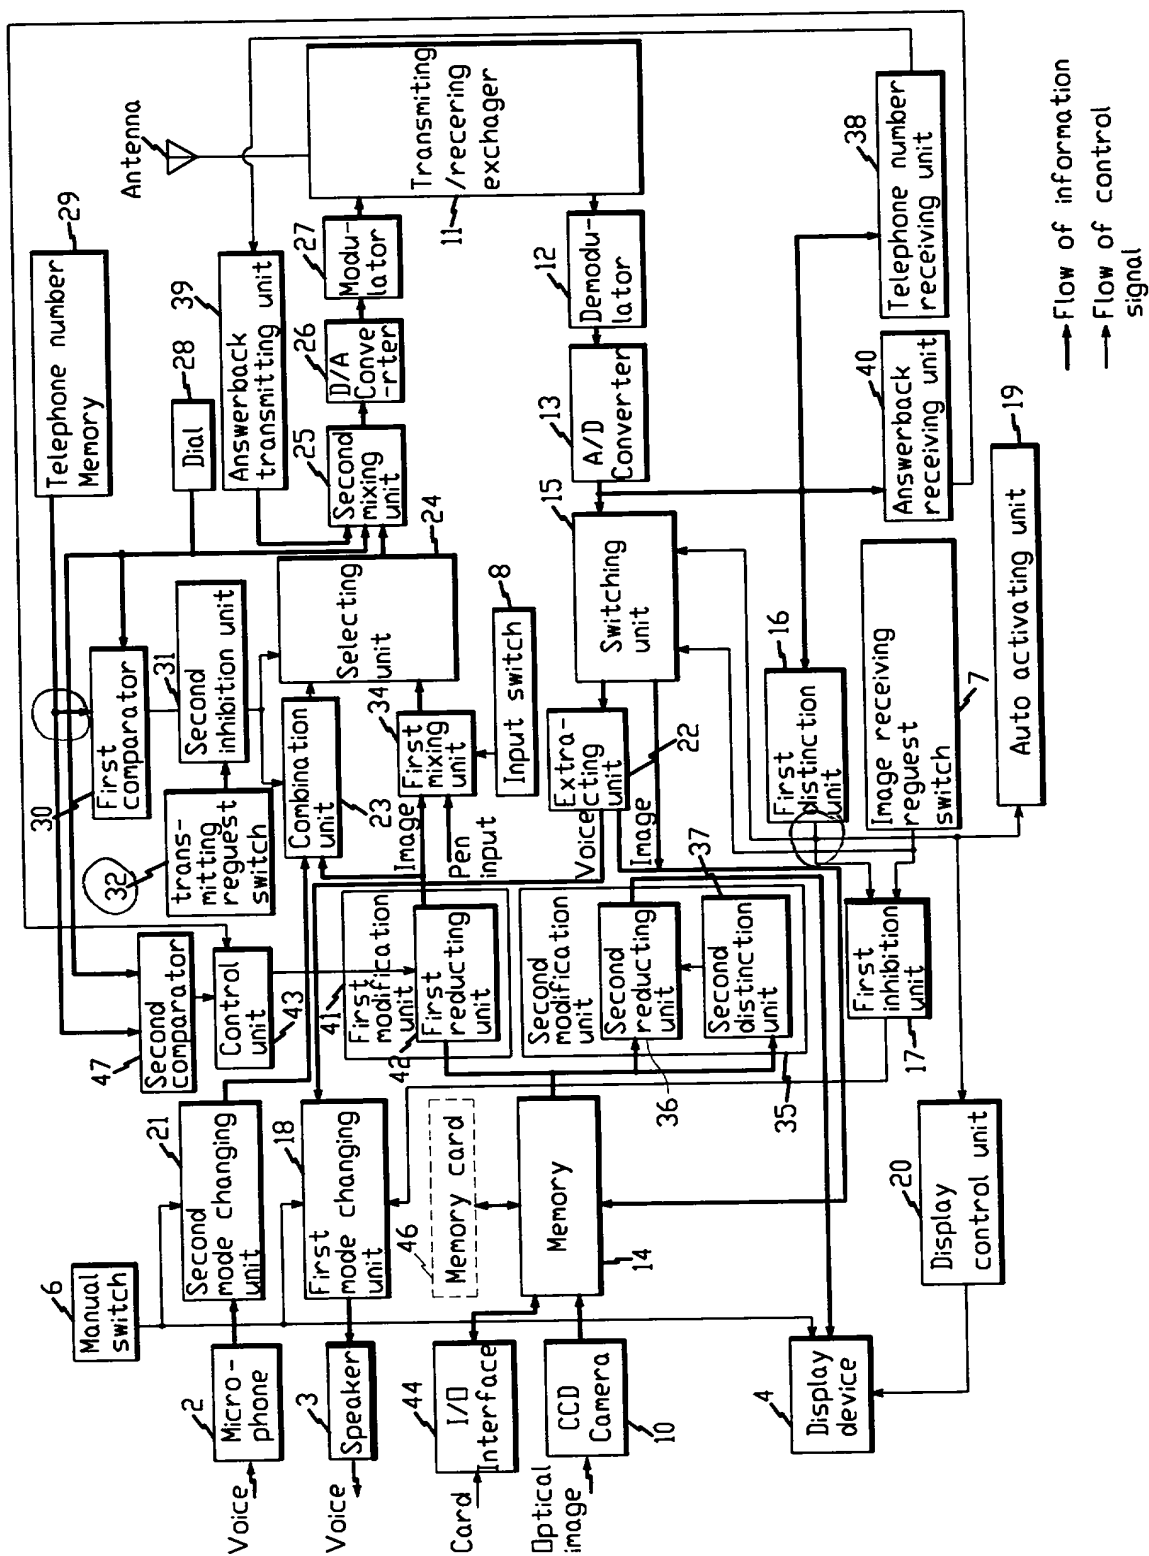 Antenna
Transmiting
/recering
exchager
11
29
Telephone number
Memory
39
Answerback
transmitting unit
28
Dial
27
Modu-
lator
26
D/A
Conve
-rter
25
Second
mixing
unit
12
Demodu-
lator
13
A/D
Converter
38
Telephone number
receiving unit
40
Answerback
receiving unit
19
Auto activating unit
Flow of information
Flow of control
signal
24
Selecting
unit
15
Switching
unit
31
Second
inhibition unit
30
First
comparator
32
trans-
mitting
reguest
switch
23
Combination
unit
34
First
mixing
unit
8
Input switch
Image
Pen
input
22
Extra-
cting
unit
Voice
Image
16
First
distinction
unit
7
Image receiving
reguest
switch
47
Second
comparator
43
Control
unit
41
First
modification
unit
42
First
reducting
unit
Second
modification
unit
36
Second
reducting
unit
37
Second
distinction
unit
35
17
First
inhibition
unit
21
Second
mode changing
unit
18
First
mode changing
unit
46
Memory card
14
Memory
20
Display
control unit
6
Manual
switch
2
Micro-
phone
Voice
3
Speaker
Voice
44
I/O
Interface
Card
10
CCD
Camera
Optical
image
4
Display
device